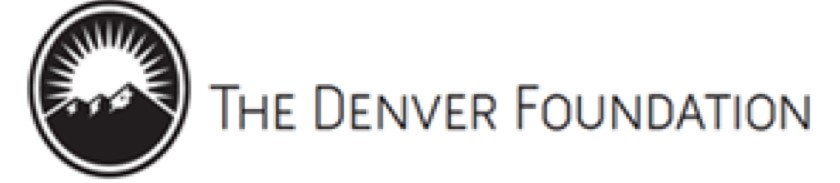 THE DENVER FOUNDATION